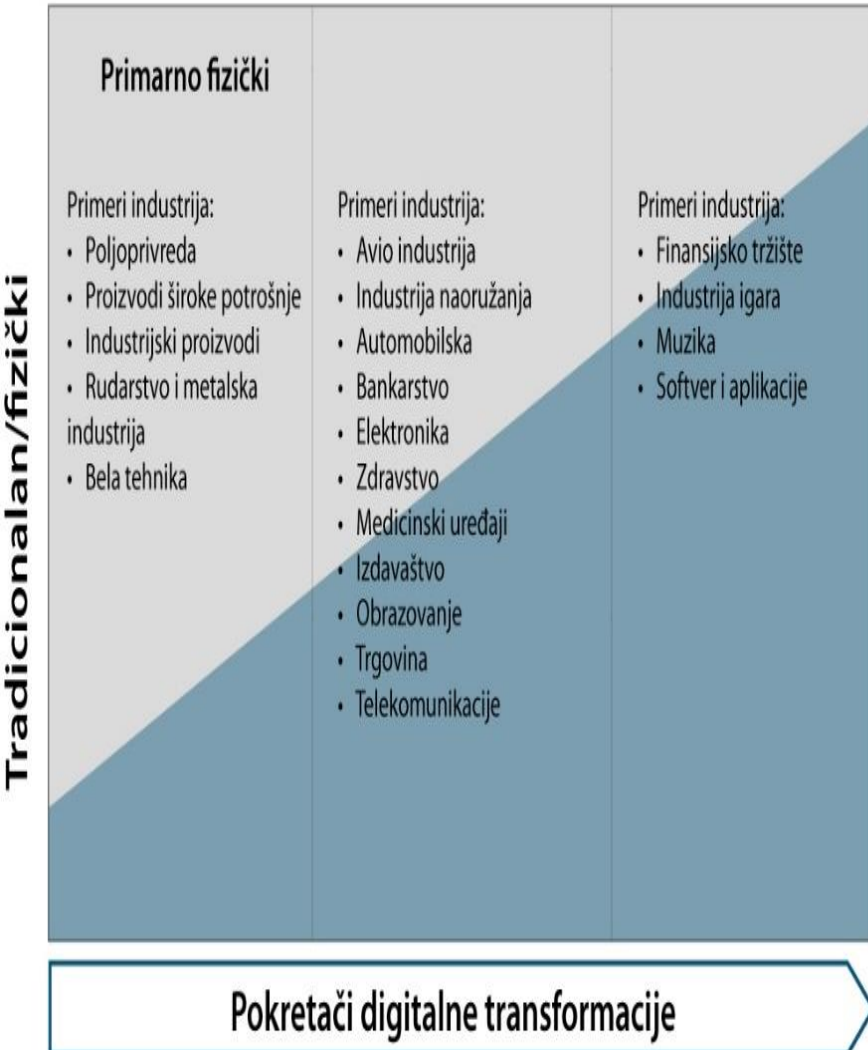 Tradicionalan/fizički
Primarno fizički
Primeri industrija:
• Poljoprivreda
• Proizvodi široke potrošnje
• Industrijski proizvodi
• Rudarstvo i metalska
industrija
• Bela tehnika
Primeri industrija:
• Avio industrija
• Industrija naoružanja
• Automobilska
• Bankarstvo
• Elektronika
• Zdravstvo
• Medicinski uređaji
• Izdavaštvo
• Obrazovanje
• Trgovina
• Telekomunikacije
Primeri industrija:
• Finansijsko tržište
• Industrija igara
• Muzika
• Softver i aplikacije
Pokretači digitalne transformacije